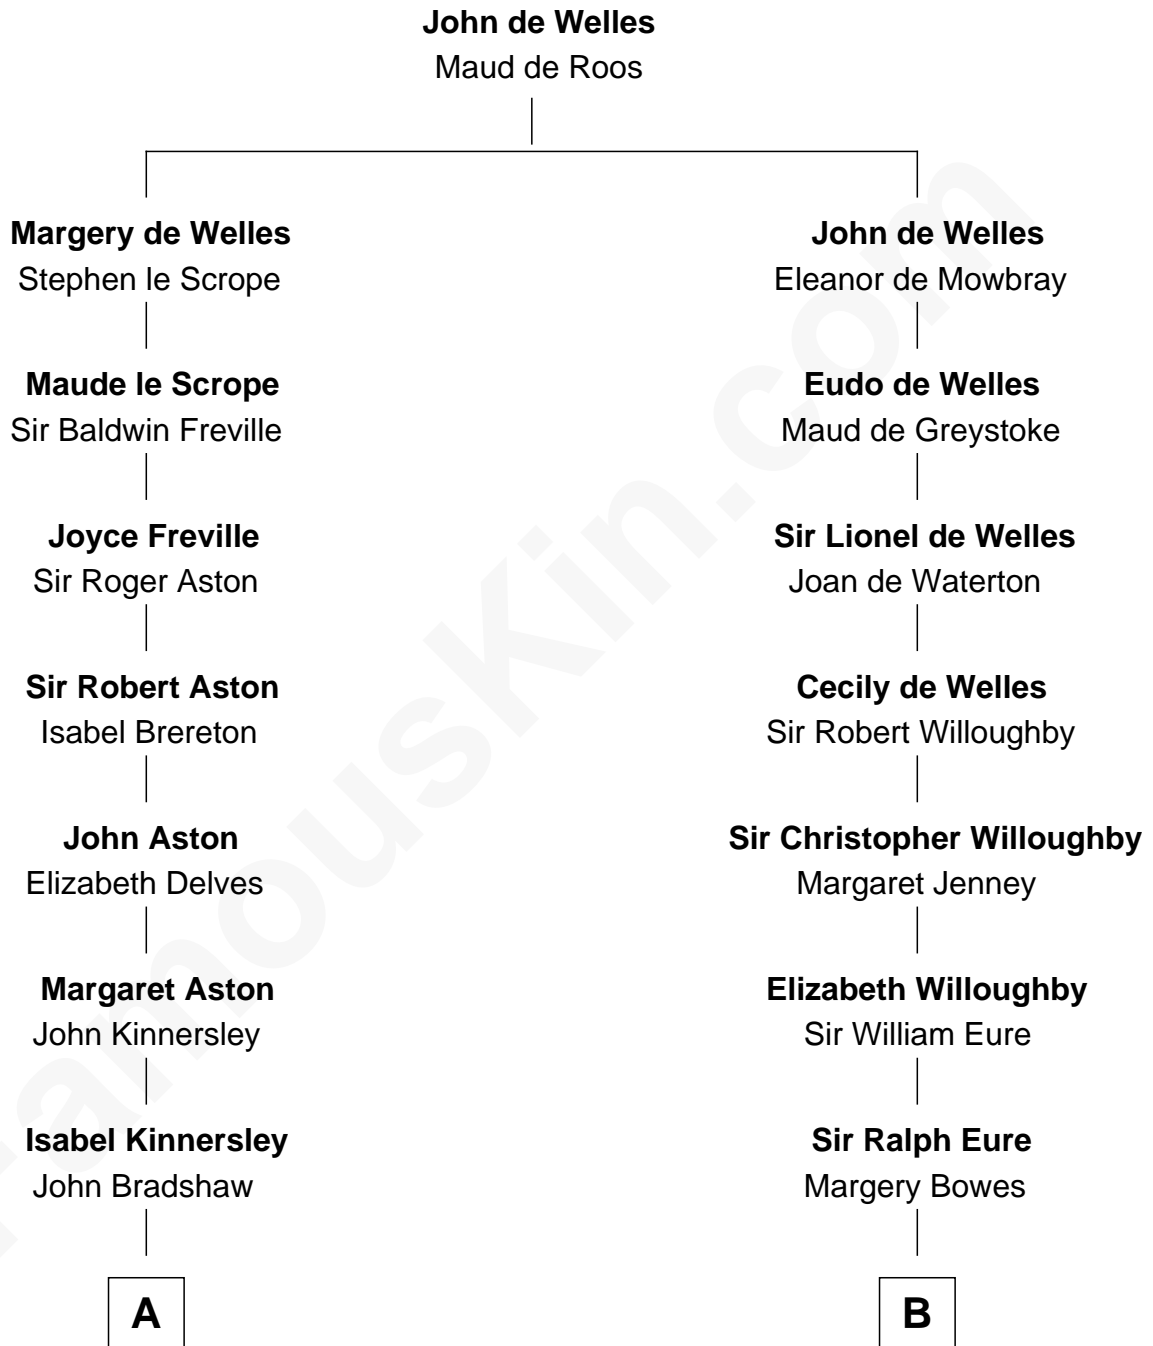 John de Welles
Maud de Roos
Margery de Welles
Stephen le Scrope
John de Welles
Eleanor de Mowbray
Maude le Scrope
Sir Baldwin Freville
Eudo de Welles
Maud de Greystoke
Joyce Freville
Sir Roger Aston
Sir Lionel de Welles
Joan de Waterton
Sir Robert Aston
Isabel Brereton
Cecily de Welles
Sir Robert Willoughby
John Aston
Elizabeth Delves
Sir Christopher Willoughby
Margaret Jenney
Margaret Aston
John Kinnersley
Elizabeth Willoughby
Sir William Eure
Isabel Kinnersley
John Bradshaw
Sir Ralph Eure
Margery Bowes
A
B
FamousKin.com